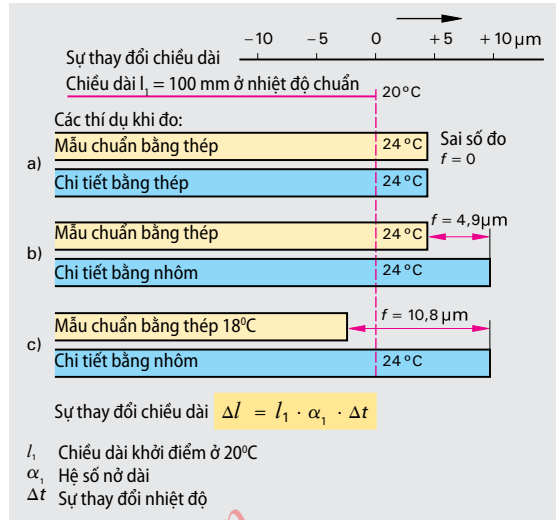 −10 −5 0 +5 +10 μm
Sự thay đổi chiều dài
Chiều dài l₁ = 100 mm ở nhiệt độ chuẩn
20 °C
Các thí dụ khi đo:
a)
Mẫu chuẩn bằng thép 24 °C
Sai số đo
f = 0
Chi tiết bằng thép 24 °C
b)
Mẫu chuẩn bằng thép 24 °C
f = 4,9 μm
Chi tiết bằng nhôm 24 °C
c)
Mẫu chuẩn bằng thép 18⁰C
f = 10,8 μm
Chi tiết bằng nhôm 24 °C
Sự thay đổi chiều dài Δl = l₁ · α₁ · Δt
l₁ Chiều dài khởi điểm ở 20⁰C
α₁ Hệ số nở dài
Δt Sự thay đổi nhiệt độ